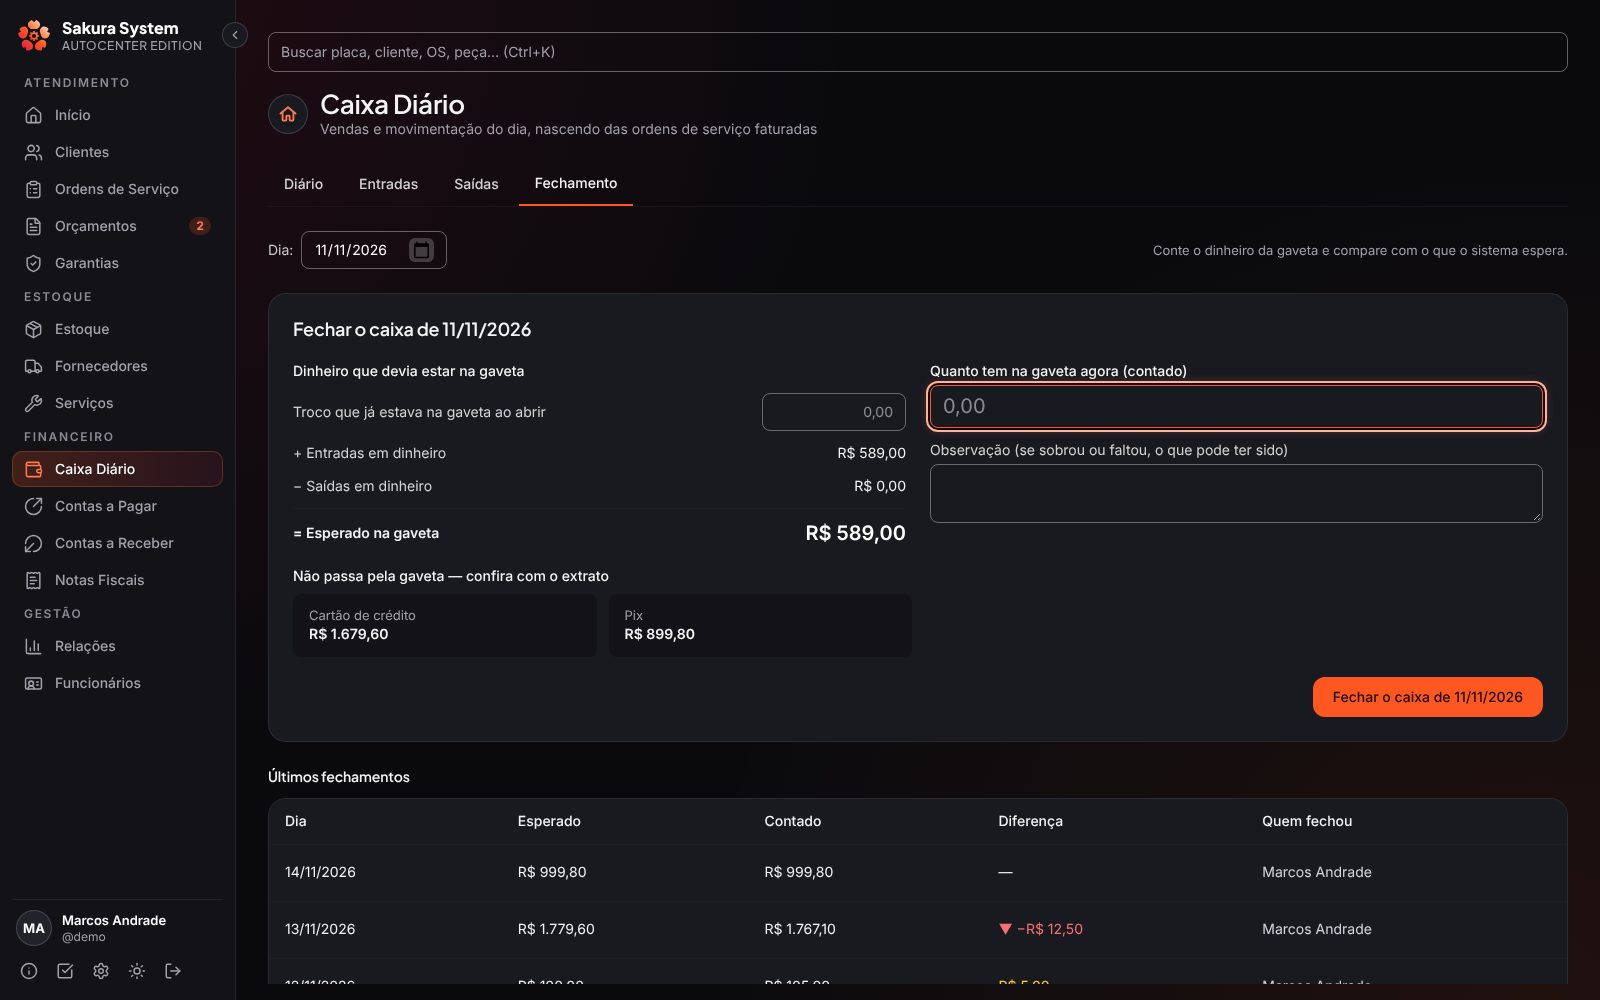 Sakura System
AUTOCENTER EDITION
ATENDIMENTO
Início
Clientes
Ordens de Serviço
Orçamentos 2
Garantias
ESTOQUE
Estoque
Fornecedores
Serviços
FINANCEIRO
Caixa Diário
Contas a Pagar
Contas a Receber
Notas Fiscais
GESTÃO
Relações
Funcionários
MA
Marcos Andrade
@demo
Buscar placa, cliente, OS, peça... (Ctrl+K)
Caixa Diário
Vendas e movimentação do dia, nascendo das ordens de serviço faturadas
Diário Entradas Saídas Fechamento
Dia: 11/11/2026
Conte o dinheiro da gaveta e compare com o que o sistema espera.
Fechar o caixa de 11/11/2026
Dinheiro que devia estar na gaveta
Troco que já estava na gaveta ao abrir 0,00
+ Entradas em dinheiro R$ 589,00
− Saídas em dinheiro R$ 0,00
= Esperado na gaveta R$ 589,00
Não passa pela gaveta — confira com o extrato
Cartão de crédito
R$ 1.679,60
Pix
R$ 899,80
Quanto tem na gaveta agora (contado)
0,00
Observação (se sobrou ou faltou, o que pode ter sido)
Fechar o caixa de 11/11/2026
Últimos fechamentos
Dia Esperado Contado Diferença Quem fechou
14/11/2026 R$ 999,80 R$ 999,80 — Marcos Andrade
13/11/2026 R$ 1.779,60 R$ 1.767,10 ▼ −R$ 12,50 Marcos Andrade